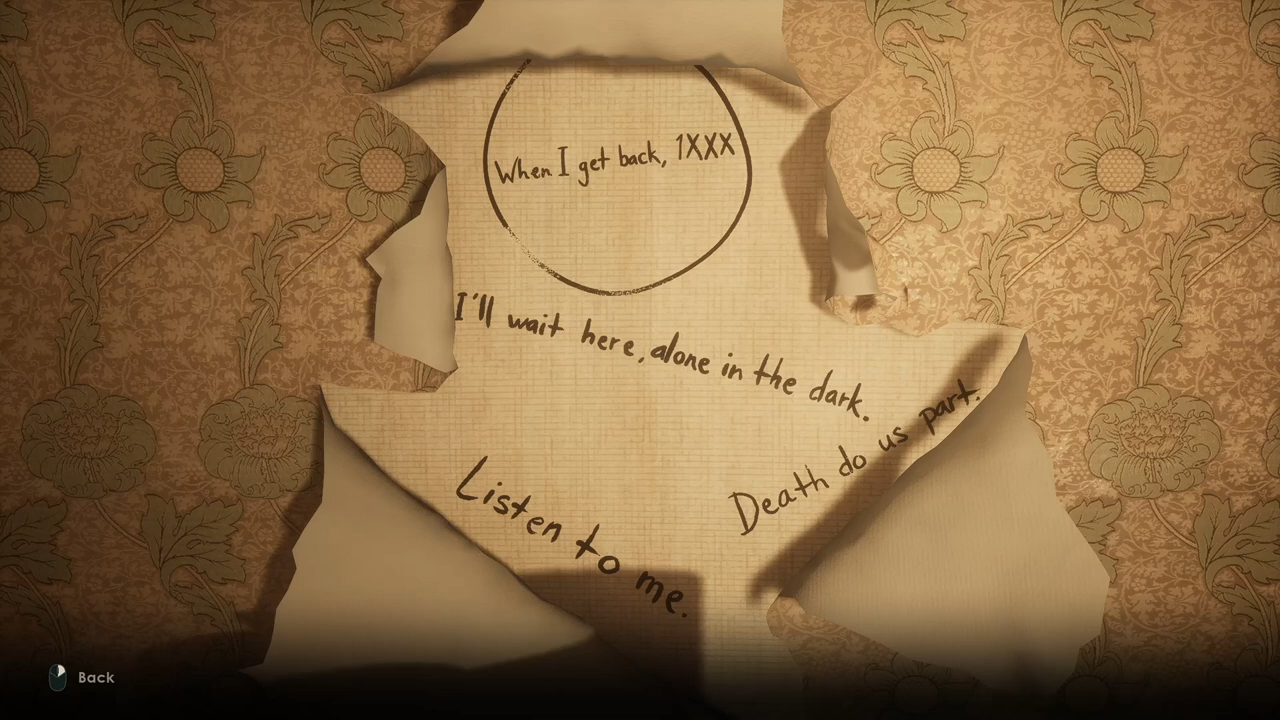 When I get back, 1XXX
I'll wait here, alone in the dark.
Death do us part.
Listen to me.
Back